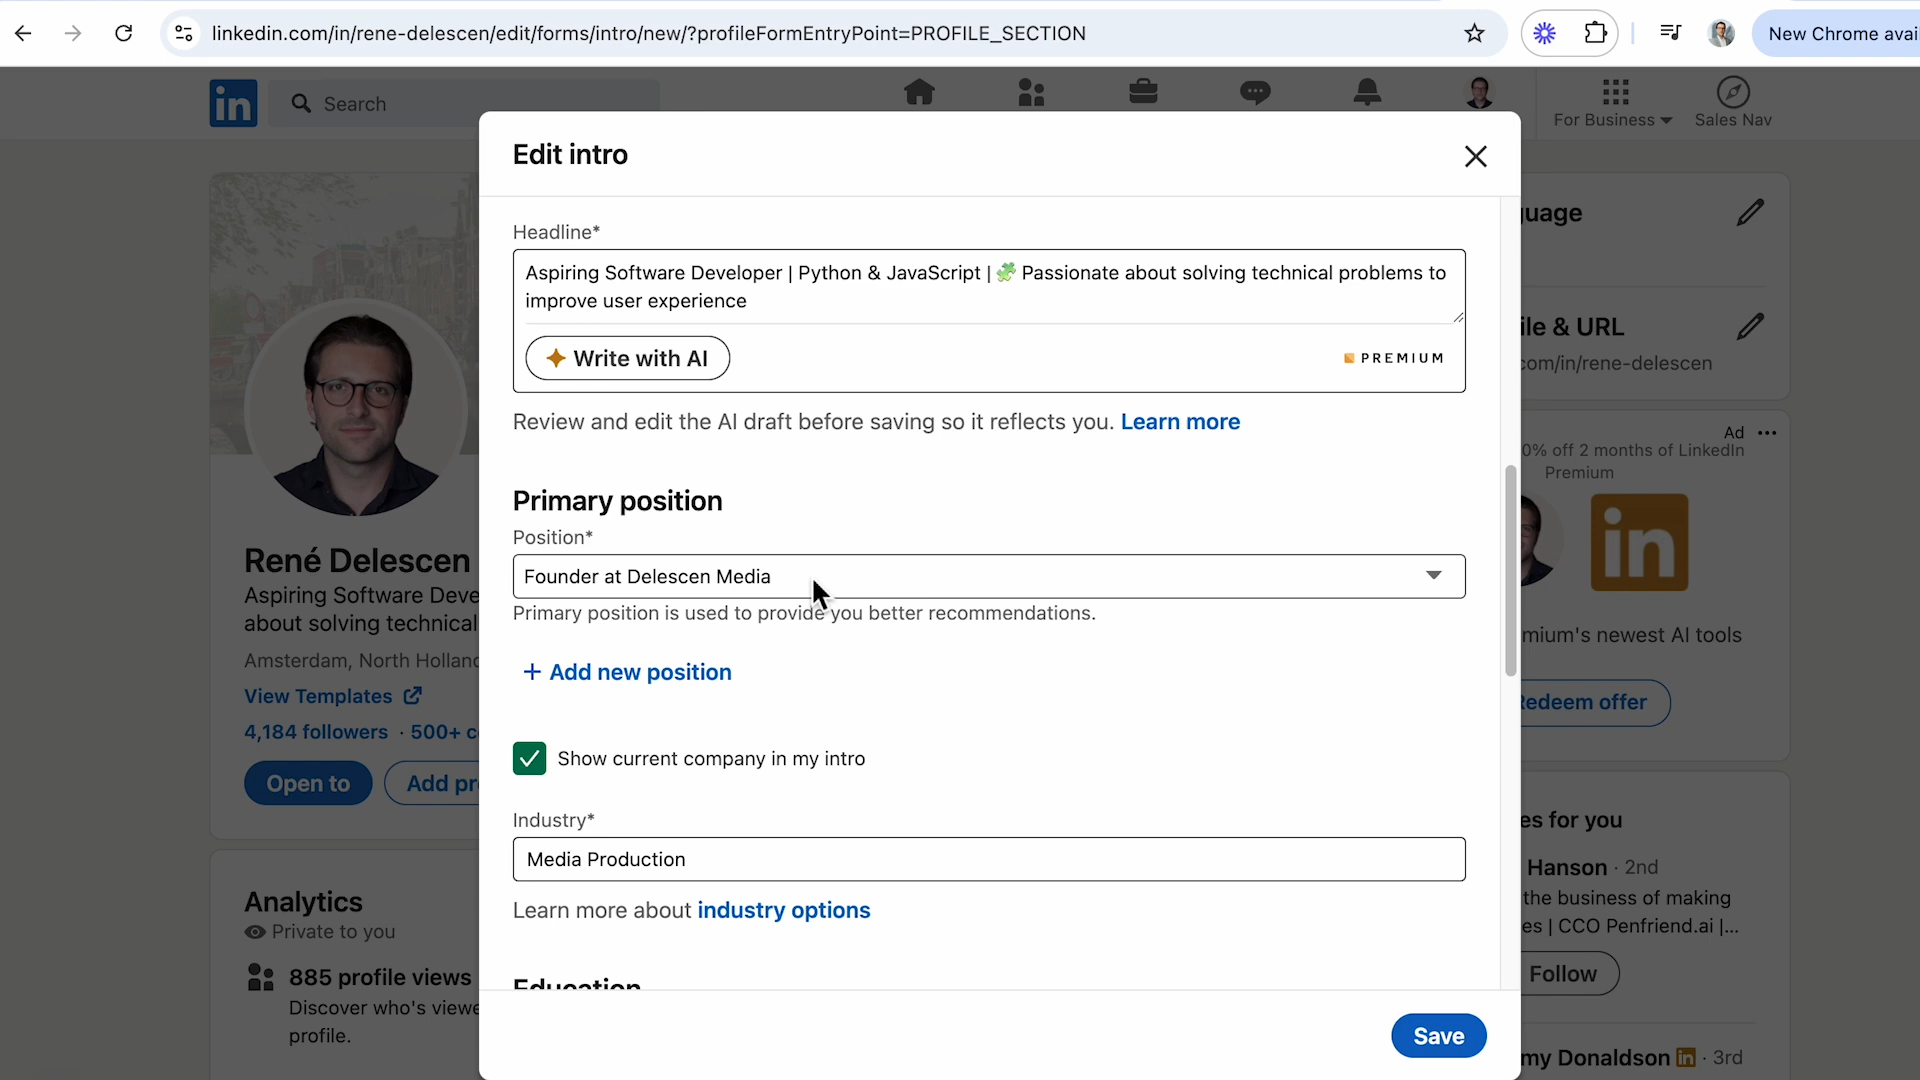 linkedin.com/in/rene-delescen/edit/forms/intro/new/?profileFormEntryPoint=PROFILE_SECTION
New Chrome avai
in
Search
For Business
Sales Nav
Edit intro
Headline*
Aspiring Software Developer | Python & JavaScript | 🧩 Passionate about solving technical problems to
improve user experience
Write with AI
PREMIUM
Review and edit the AI draft before saving so it reflects you. Learn more
Primary position
Position*
Founder at Delescen Media
Primary position is used to provide you better recommendations.
+ Add new position
Show current company in my intro
Industry*
Media Production
Learn more about industry options
Education
Save
René Delescen
Aspiring Software Deve
about solving technical
Amsterdam, North Holland
View Templates
4,184 followers · 500+ c
Open to
Add pr
Analytics
Private to you
885 profile views
Discover who's viewe
profile.
guage
ile & URL
com/in/rene-delescen
Ad
0% off 2 months of LinkedIn
Premium
in
mium's newest AI tools
Redeem offer
es for you
Hanson · 2nd
the business of making
es | CCO Penfriend.ai |...
Follow
my Donaldson in · 3rd